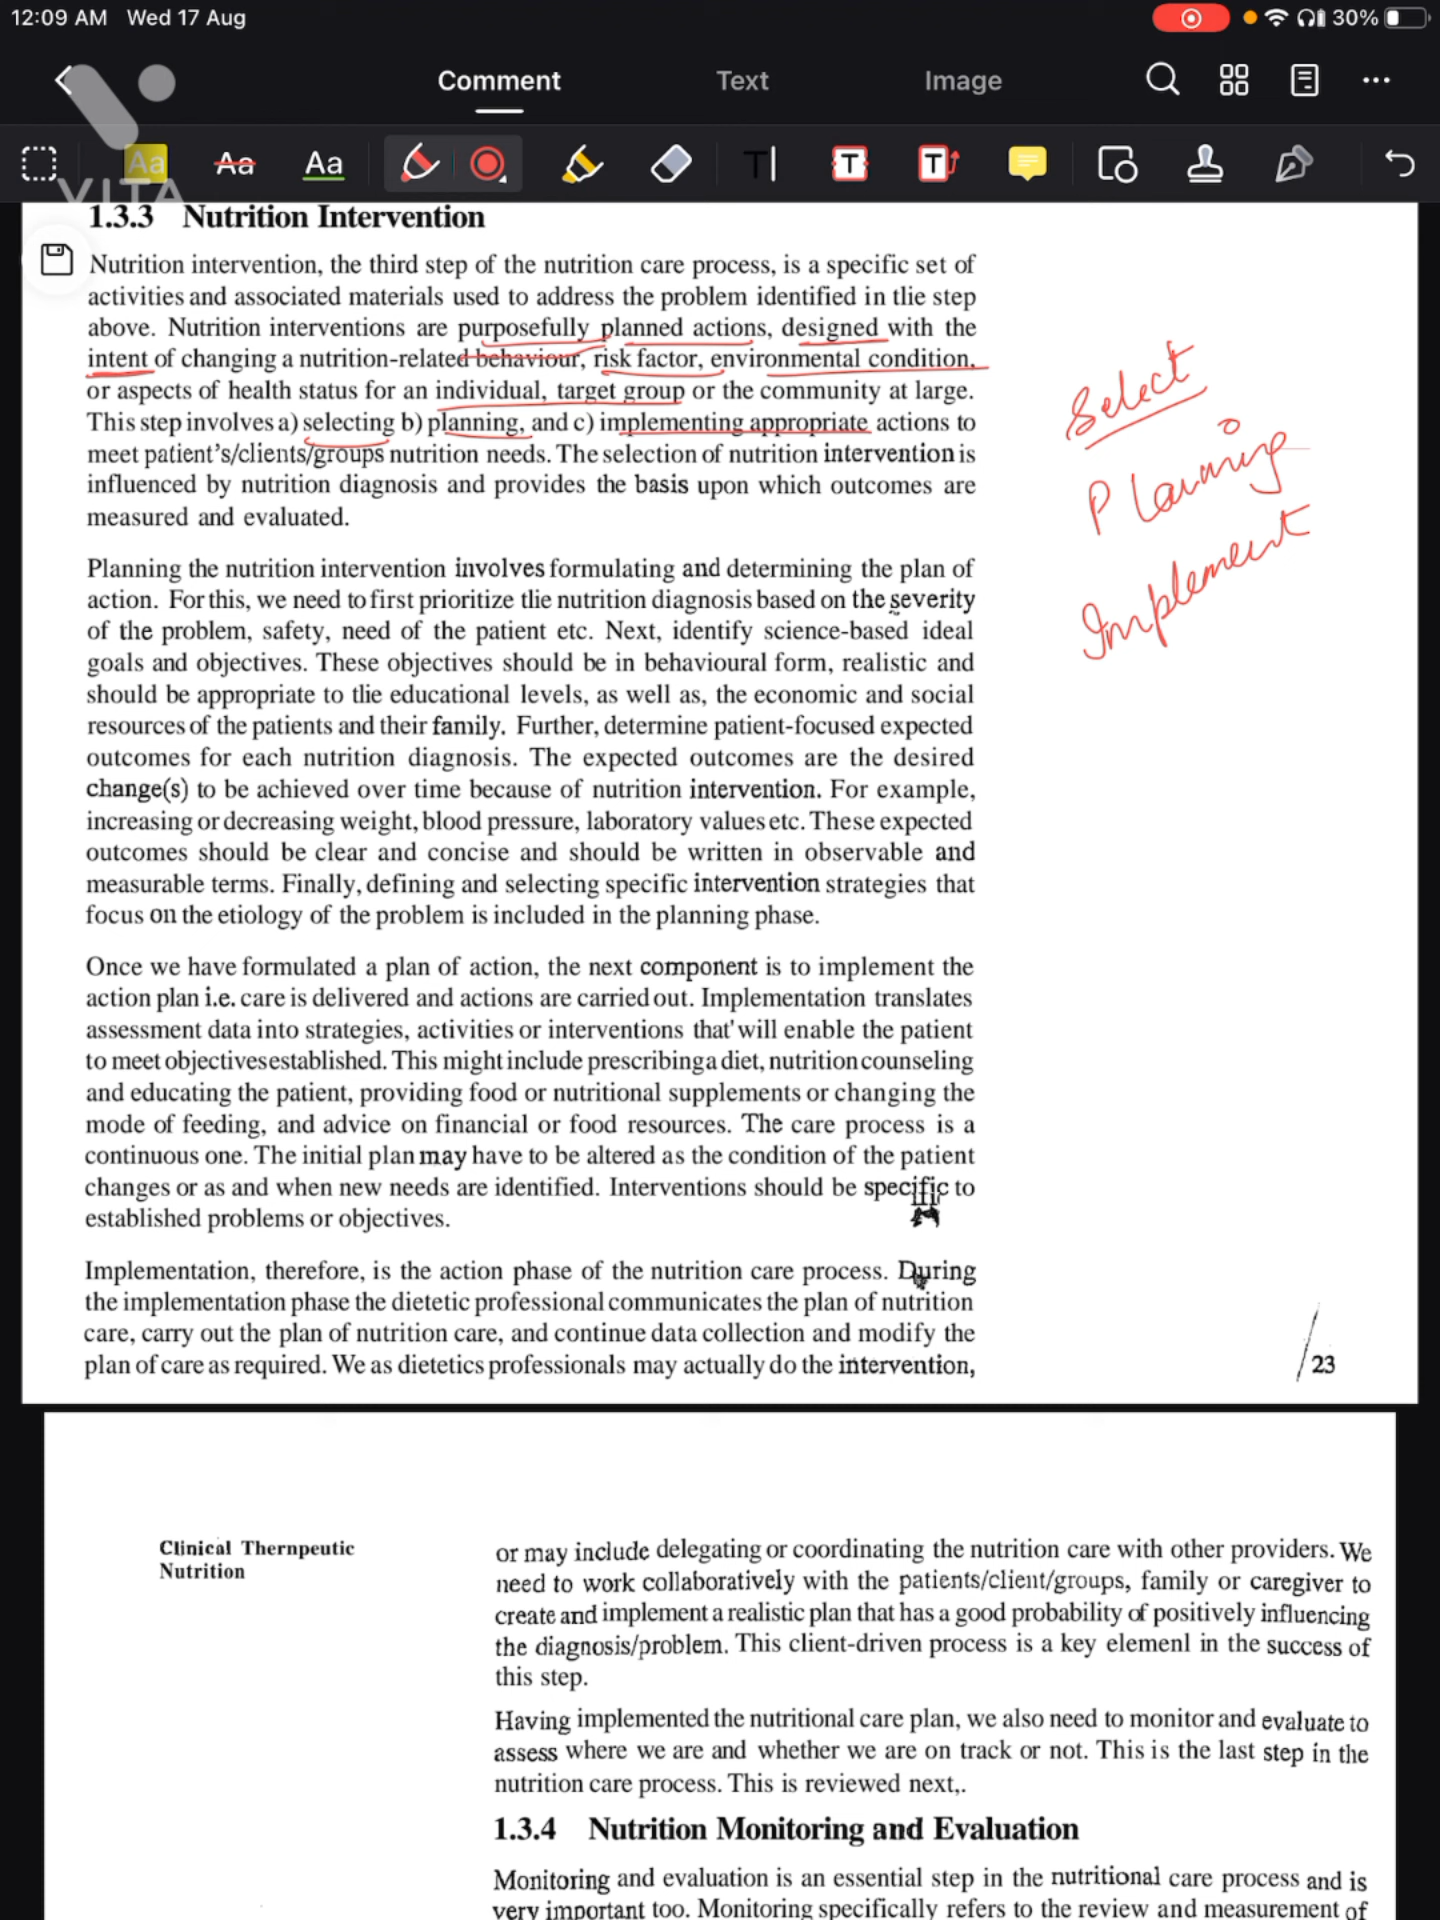 12:09 AM Wed 17 Aug
30%
Comment Text Image
Aa Aa Aa T T T
VITA
1.3.3 Nutrition Intervention
Nutrition intervention, the third step of the nutrition care process, is a specific set of
activities and associated materials used to address the problem identified in tlie step
above. Nutrition interventions are purposefully planned actions, designed with the
intent of changing a nutrition-related behaviour, risk factor, environmental condition,
or aspects of health status for an individual, target group or the community at large.
This step involves a) selecting b) planning, and c) implementing appropriate actions to
meet patient's/clients/groups nutrition needs. The selection of nutrition intervention is
influenced by nutrition diagnosis and provides the basis upon which outcomes are
measured and evaluated.
Select
Planning
Implement
Planning the nutrition intervention involves formulating and determining the plan of
action. For this, we need to first prioritize tlie nutrition diagnosis based on the severity
of the problem, safety, need of the patient etc. Next, identify science-based ideal
goals and objectives. These objectives should be in behavioural form, realistic and
should be appropriate to tlie educational levels, as well as, the economic and social
resources of the patients and their family. Further, determine patient-focused expected
outcomes for each nutrition diagnosis. The expected outcomes are the desired
change(s) to be achieved over time because of nutrition intervention. For example,
increasing or decreasing weight, blood pressure, laboratory values etc. These expected
outcomes should be clear and concise and should be written in observable and
measurable terms. Finally, defining and selecting specific intervention strategies that
focus on the etiology of the problem is included in the planning phase.
Once we have formulated a plan of action, the next component is to implement the
action plan i.e. care is delivered and actions are carried out. Implementation translates
assessment data into strategies, activities or interventions that' will enable the patient
to meet objectives established. This might include prescribing a diet, nutrition counseling
and educating the patient, providing food or nutritional supplements or changing the
mode of feeding, and advice on financial or food resources. The care process is a
continuous one. The initial plan may have to be altered as the condition of the patient
changes or as and when new needs are identified. Interventions should be specific to
established problems or objectives.
Implementation, therefore, is the action phase of the nutrition care process. During
the implementation phase the dietetic professional communicates the plan of nutrition
care, carry out the plan of nutrition care, and continue data collection and modify the
plan of care as required. We as dietetics professionals may actually do the intervention,
23
Clinical Thernpeutic
Nutrition
or may include delegating or coordinating the nutrition care with other providers. We
need to work collaboratively with the patients/client/groups, family or caregiver to
create and implement a realistic plan that has a good probability of positively influencing
the diagnosis/problem. This client-driven process is a key elemenl in the success of
this step.
Having implemented the nutritional care plan, we also need to monitor and evaluate to
assess where we are and whether we are on track or not. This is the last step in the
nutrition care process. This is reviewed next,.
1.3.4 Nutrition Monitoring and Evaluation
Monitoring and evaluation is an essential step in the nutritional care process and is
very important too. Monitoring specifically refers to the review and measurement of